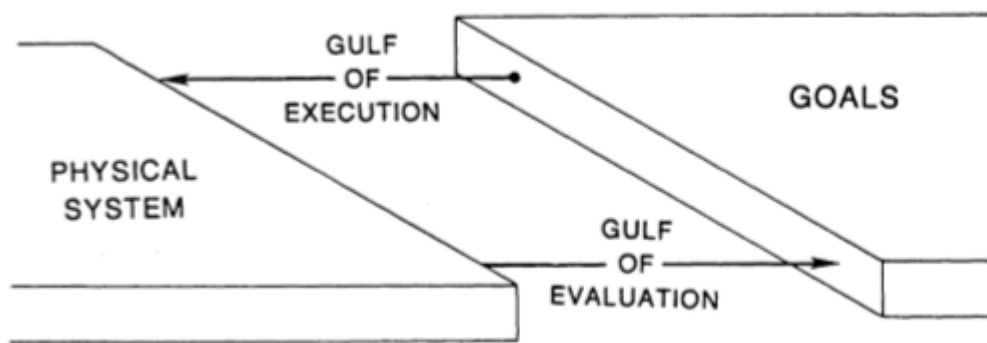 GULF
OF
EXECUTION
GOALS
PHYSICAL
SYSTEM
GULF
OF
EVALUATION